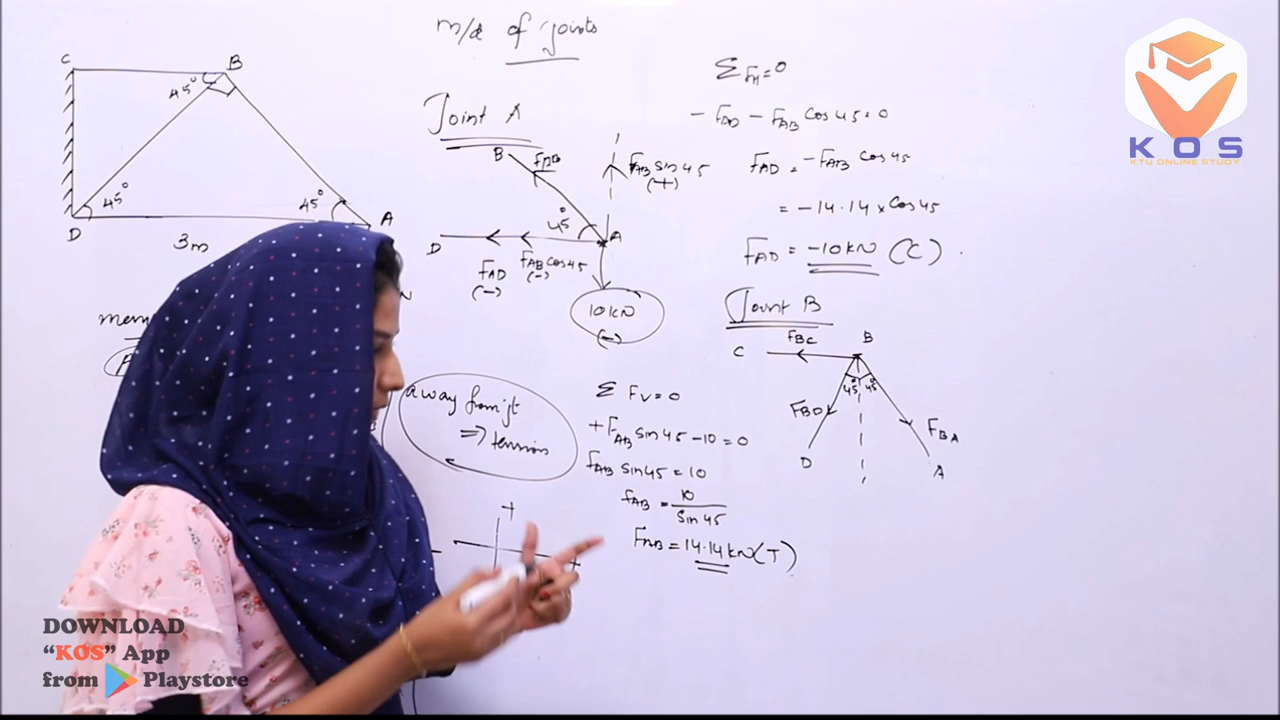 m/d of joints
C
B
45°
45°
45°
D
A
3m
Joint A
B
FAB
FAB sin 45
(+)
45°
A
D
FAD
(-)
FAB cos 45
(-)
10 kN
(-)
away from jt
⇒ tension
+
-
+
Σ FV = 0
+ FAB sin 45 - 10 = 0
FAB sin 45 = 10
FAB = 10 / sin 45
FAB = 14.14 kN (T)
Σ FH = 0
- FAD - FAB cos 45 = 0
FAD = - FAB cos 45
= -14.14 x cos 45
FAD = -10 kN (C)
Joint B
FBC
B
C
45° 45°
FBD
FBA
D
A
KOS
KTU ONLINE STUDY
DOWNLOAD
“KOS” App
from Playstore